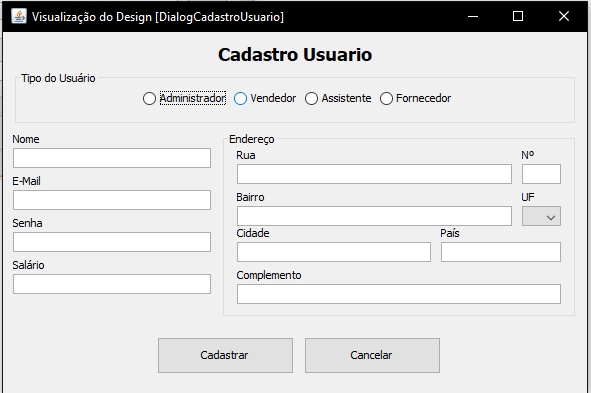 Visualização do Design [DialogCadastroUsuario]
Cadastro Usuario
Tipo do Usuário
Administrador Vendedor Assistente Fornecedor
Nome
E-Mail
Senha
Salário
Endereço
Rua Nº
Bairro UF
Cidade País
Complemento
Cadastrar Cancelar